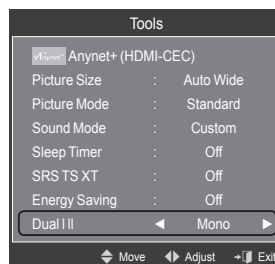 Tools
Anynet+ Anynet+ (HDMI-CEC)
Picture Size : Auto Wide
Picture Mode : Standard
Sound Mode : Custom
Sleep Timer : Off
SRS TS XT : Off
Energy Saving : Off
Dual l ll ◄ Mono ►
Move Adjust Exit